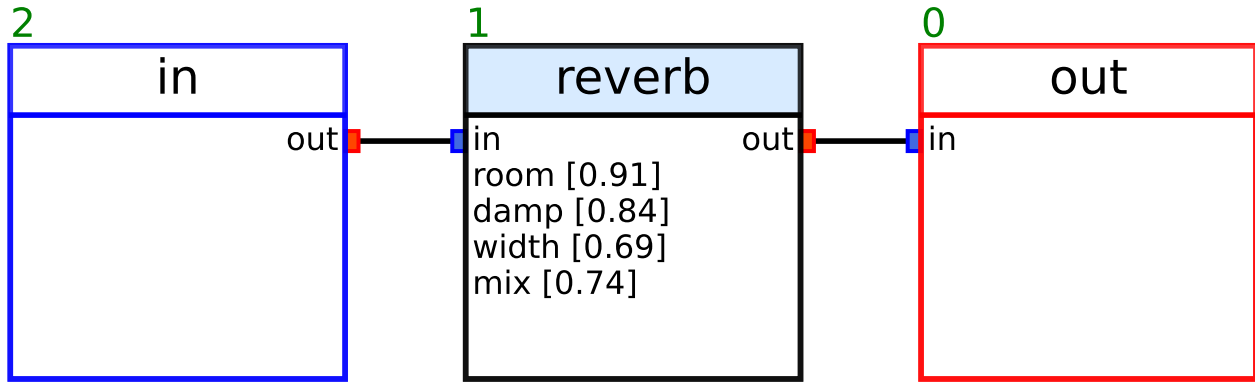 2
1
0
in
reverb
out
out
in
out
in
room [0.91]
damp [0.84]
width [0.69]
mix [0.74]